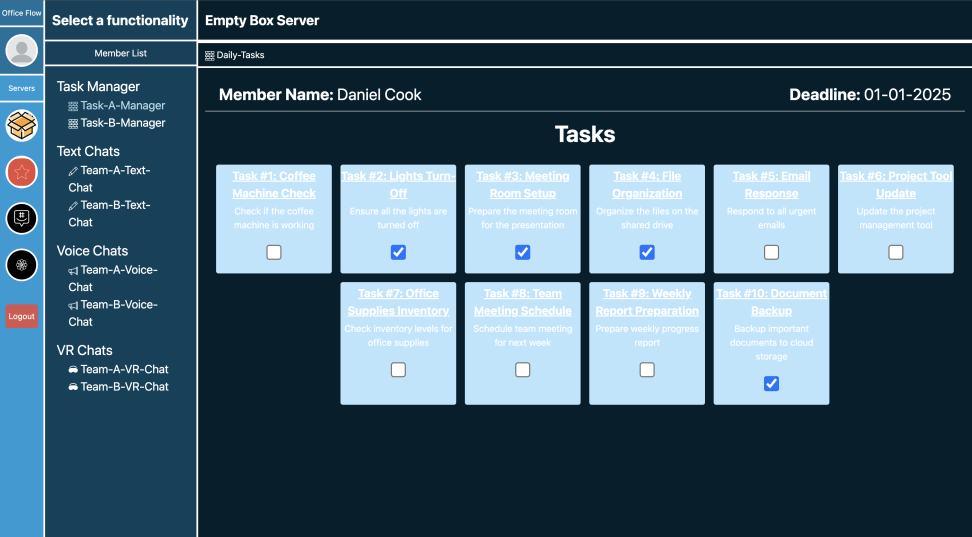 Office Flow
Servers
Logout
Select a functionality
Member List
Task Manager
Task-A-Manager
Task-B-Manager
Text Chats
Team-A-Text-
Chat
Team-B-Text-
Chat
Voice Chats
Team-A-Voice-
Chat
Team-B-Voice-
Chat
VR Chats
Team-A-VR-Chat
Team-B-VR-Chat
Empty Box Server
Daily-Tasks
Member Name: Daniel Cook
Deadline: 01-01-2025
Tasks
Task #1: Coffee
Machine Check
Check if the coffee
machine is working
Task #2: Lights Turn-
Off
Ensure all the lights are
turned off
Task #3: Meeting
Room Setup
Prepare the meeting room
for the presentation
Task #4: File
Organization
Organize the files on the
shared drive
Task #5: Email
Response
Respond to all urgent
emails
Task #6: Project Tool
Update
Update the project
management tool
Task #7: Office
Supplies Inventory
Check inventory levels for
office supplies
Task #8: Team
Meeting Schedule
Schedule team meeting
for next week
Task #9: Weekly
Report Preparation
Prepare weekly progress
report
Task #10: Document
Backup
Backup important
documents to cloud
storage